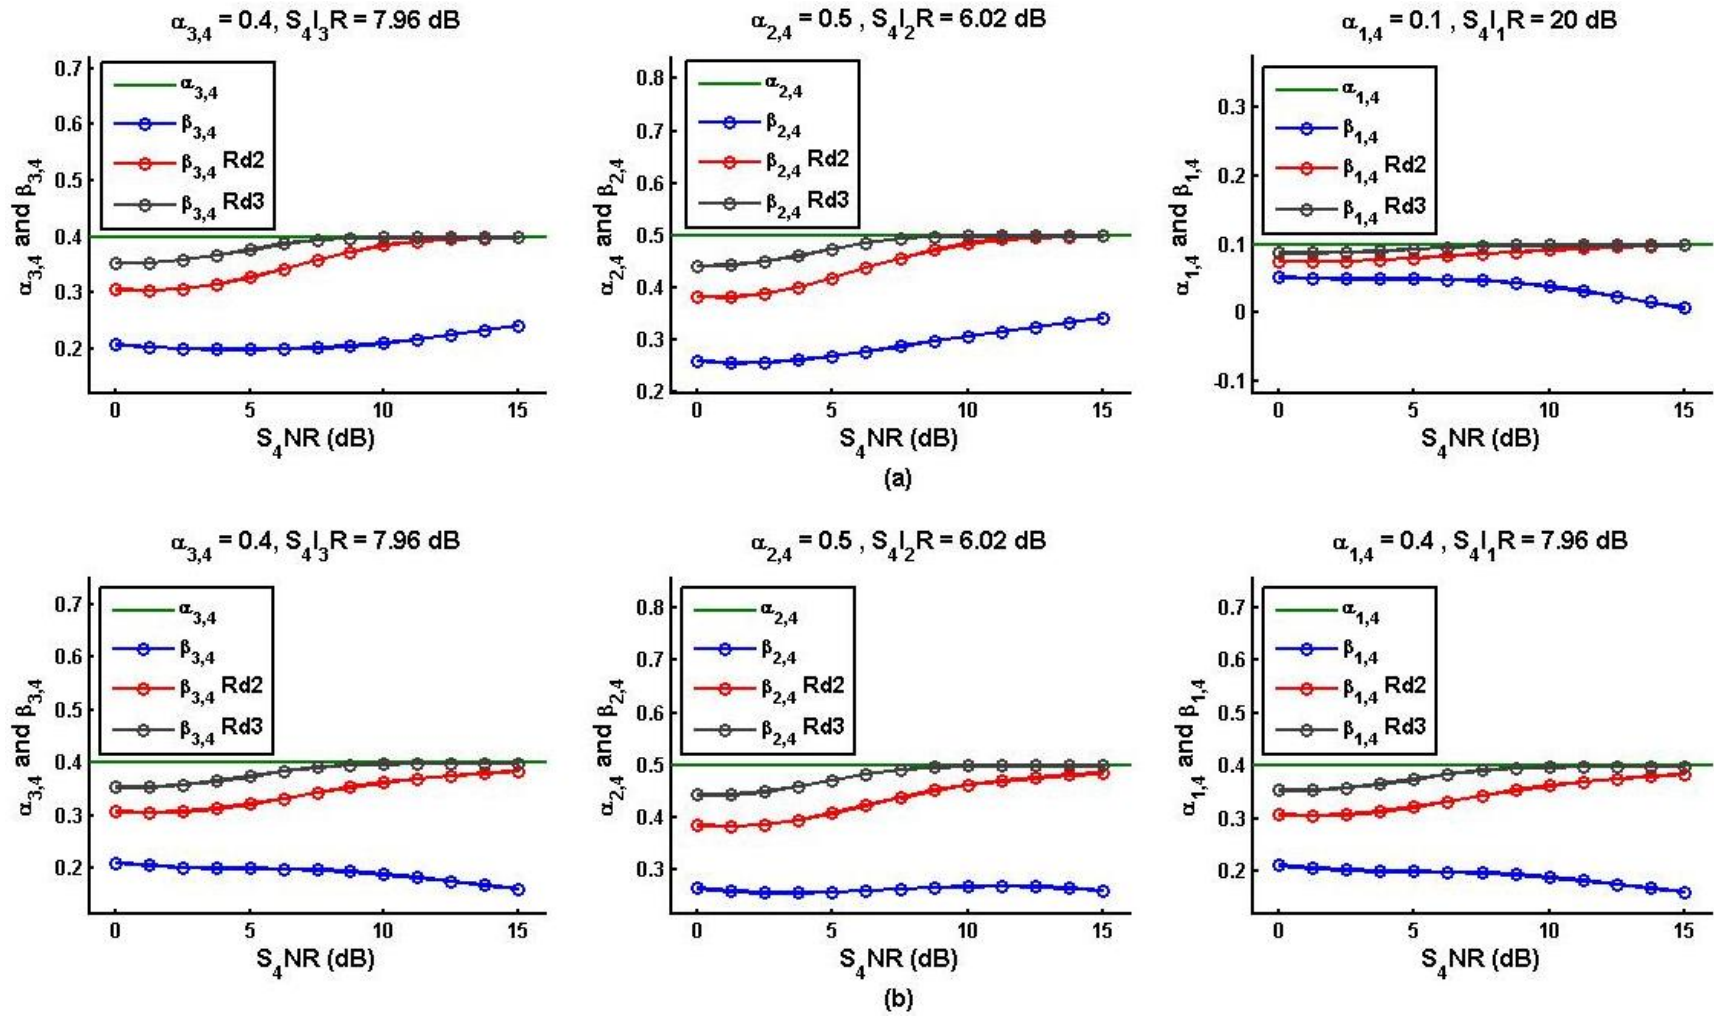 α3,4 = 0.4, S4I3R = 7.96 dB
α3,4 and β3,4
0.7
0.6
0.5
0.4
0.3
0.2
α3,4
β3,4
β3,4 Rd2
β3,4 Rd3
0 5 10 15
S4NR (dB)
α2,4 = 0.5 , S4I2R = 6.02 dB
α2,4 and β2,4
0.8
0.7
0.6
0.5
0.4
0.3
0.2
α2,4
β2,4
β2,4 Rd2
β2,4 Rd3
0 5 10 15
S4NR (dB)
α1,4 = 0.1 , S4I1R = 20 dB
α1,4 and β1,4
0.3
0.2
0.1
0
-0.1
α1,4
β1,4
β1,4 Rd2
β1,4 Rd3
0 5 10 15
S4NR (dB)
(a)
α3,4 = 0.4, S4I3R = 7.96 dB
α3,4 and β3,4
0.7
0.6
0.5
0.4
0.3
0.2
α3,4
β3,4
β3,4 Rd2
β3,4 Rd3
0 5 10 15
S4NR (dB)
α2,4 = 0.5 , S4I2R = 6.02 dB
α2,4 and β2,4
0.8
0.7
0.6
0.5
0.4
0.3
α2,4
β2,4
β2,4 Rd2
β2,4 Rd3
0 5 10 15
S4NR (dB)
α1,4 = 0.4 , S4I1R = 7.96 dB
α1,4 and β1,4
0.7
0.6
0.5
0.4
0.3
0.2
α1,4
β1,4
β1,4 Rd2
β1,4 Rd3
0 5 10 15
S4NR (dB)
(b)